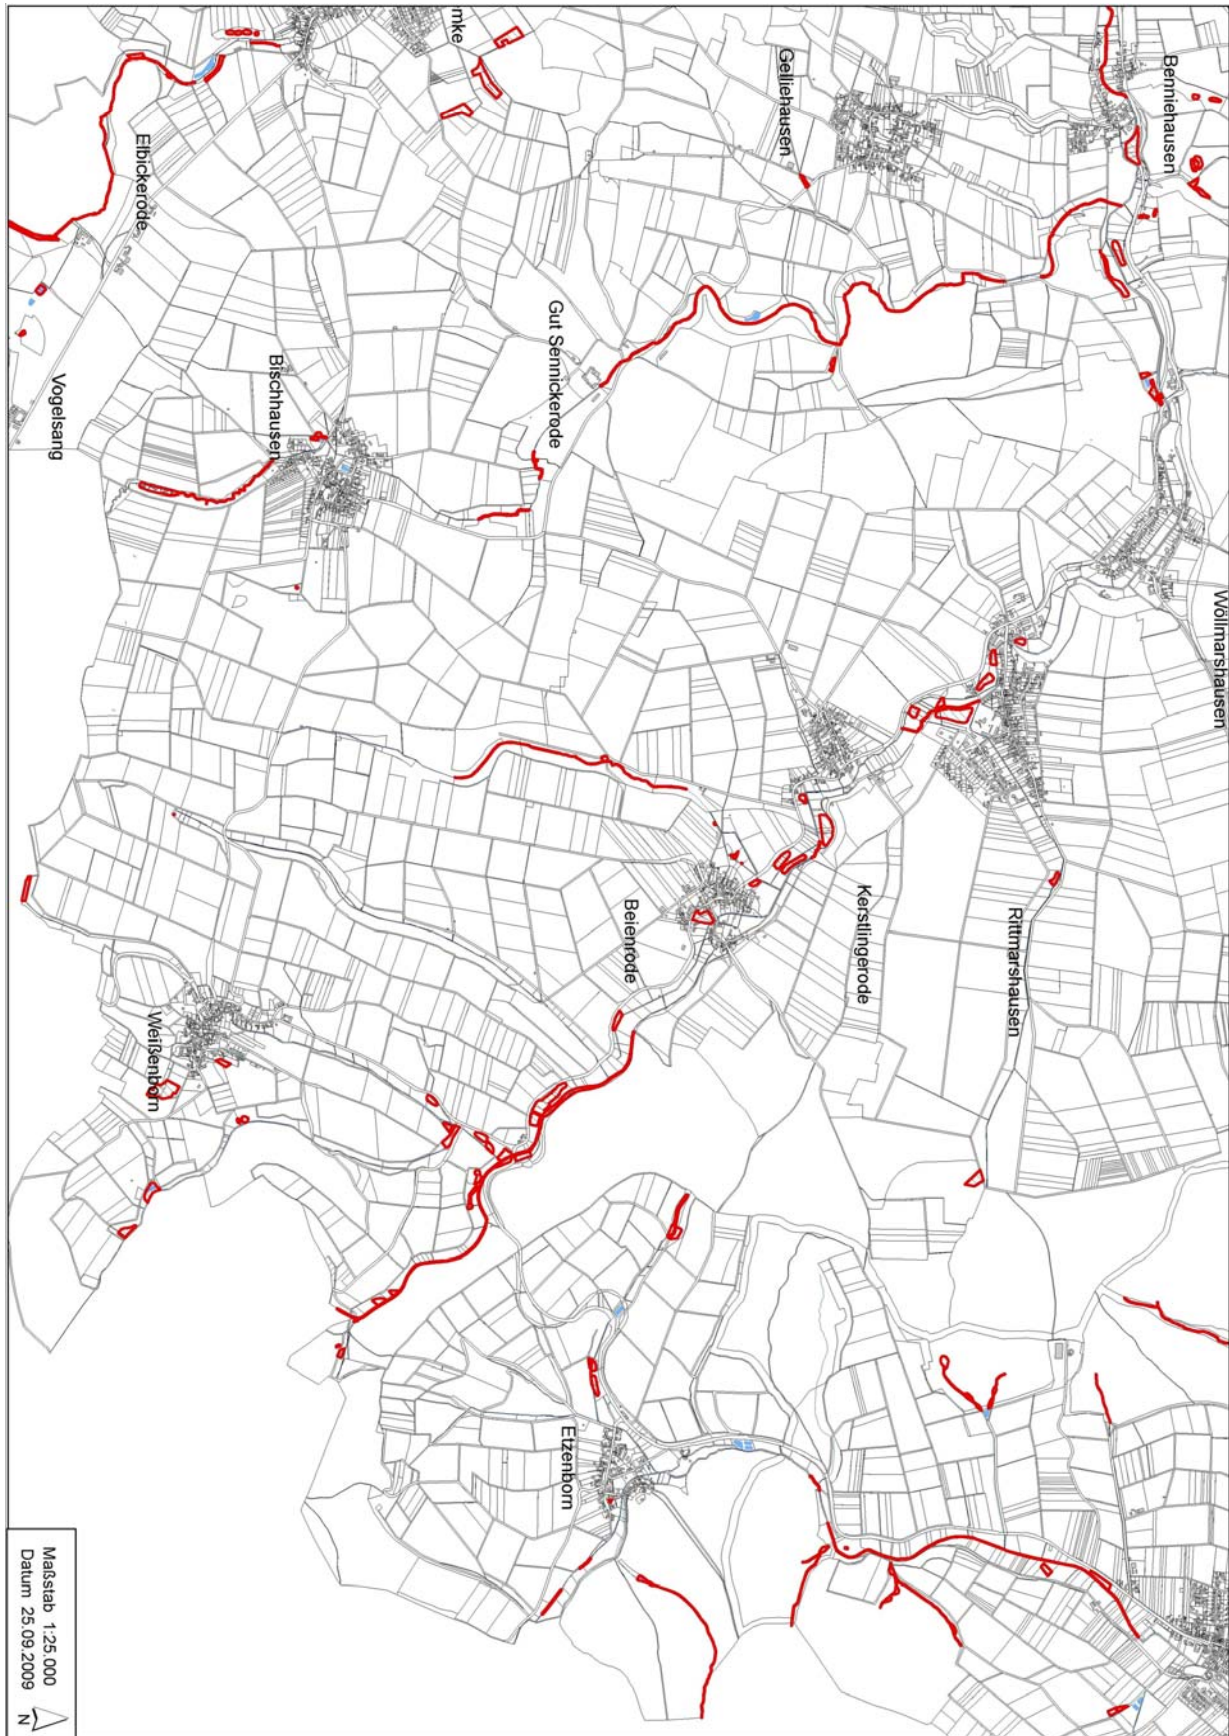 Wöllmarshausen
Benniehausen
Rittmarshausen
Kerstlingerode
Gelliehausen
Beienrode
Etzenborn
Gut Sennickerode
mke
Bischhausen
Weißenborn
Elbickerode
Vogelsang
Maßstab 1:25.000
Datum 25.09.2009
N